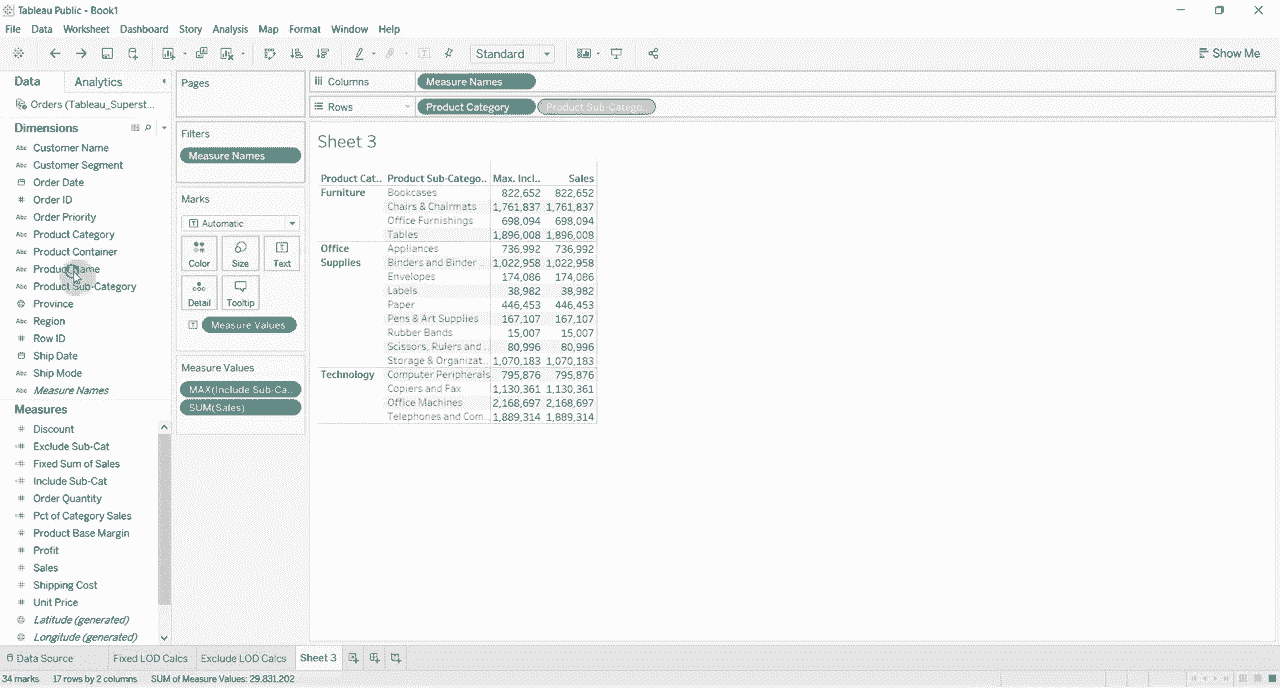 Tableau Public - Book1
File Data Worksheet Dashboard Story Analysis Map Format Window Help
Standard
Show Me
Data Analytics
Orders (Tableau_Superst...
Dimensions
Customer Name
Customer Segment
Order Date
Order ID
Order Priority
Product Category
Product Container
Product Name
Product Sub-Category
Province
Region
Row ID
Ship Date
Ship Mode
Measure Names
Measures
Discount
Exclude Sub-Cat
Fixed Sum of Sales
Include Sub-Cat
Order Quantity
Pct of Category Sales
Product Base Margin
Profit
Sales
Shipping Cost
Unit Price
Latitude (generated)
Longitude (generated)
Pages
Filters
Measure Names
Marks
Automatic
Color Size Text
Detail Tooltip
Measure Values
Measure Values
MAX(Include Sub-Ca..
SUM(Sales)
Columns Measure Names
Rows Product Category Product Sub-Catego..
Sheet 3
Product Cat.. Product Sub-Catego.. Max. Incl.. Sales
Furniture Bookcases 822,652 822,652
Chairs & Chairmats 1,761,837 1,761,837
Office Furnishings 698,094 698,094
Tables 1,896,008 1,896,008
Office Appliances 736,992 736,992
Supplies Binders and Binder .. 1,022,958 1,022,958
Envelopes 174,086 174,086
Labels 38,982 38,982
Paper 446,453 446,453
Pens & Art Supplies 167,107 167,107
Rubber Bands 15,007 15,007
Scissors, Rulers and .. 80,996 80,996
Storage & Organizat.. 1,070,183 1,070,183
Technology Computer Peripherals 795,876 795,876
Copiers and Fax 1,130,361 1,130,361
Office Machines 2,168,697 2,168,697
Telephones and Com.. 1,889,314 1,889,314
Data Source Fixed LOD Calcs Exclude LOD Calcs Sheet 3
34 marks 17 rows by 2 columns SUM of Measure Values: 29,831,202